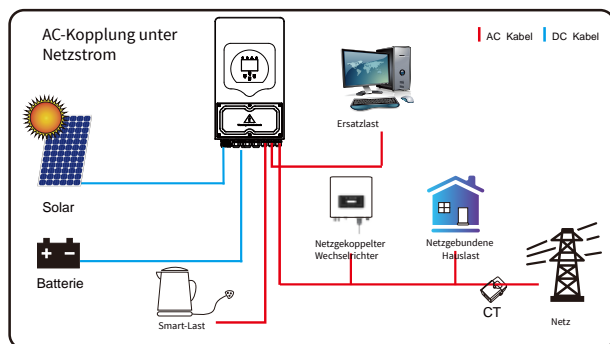 AC-Kopplung unter
Netzstrom
AC Kabel
DC Kabel
Ersatzlast
Solar
Netzgekoppelter
Wechselrichter
Netzgebundene
Hauslast
Batterie
CT
Smart-Last
Netz